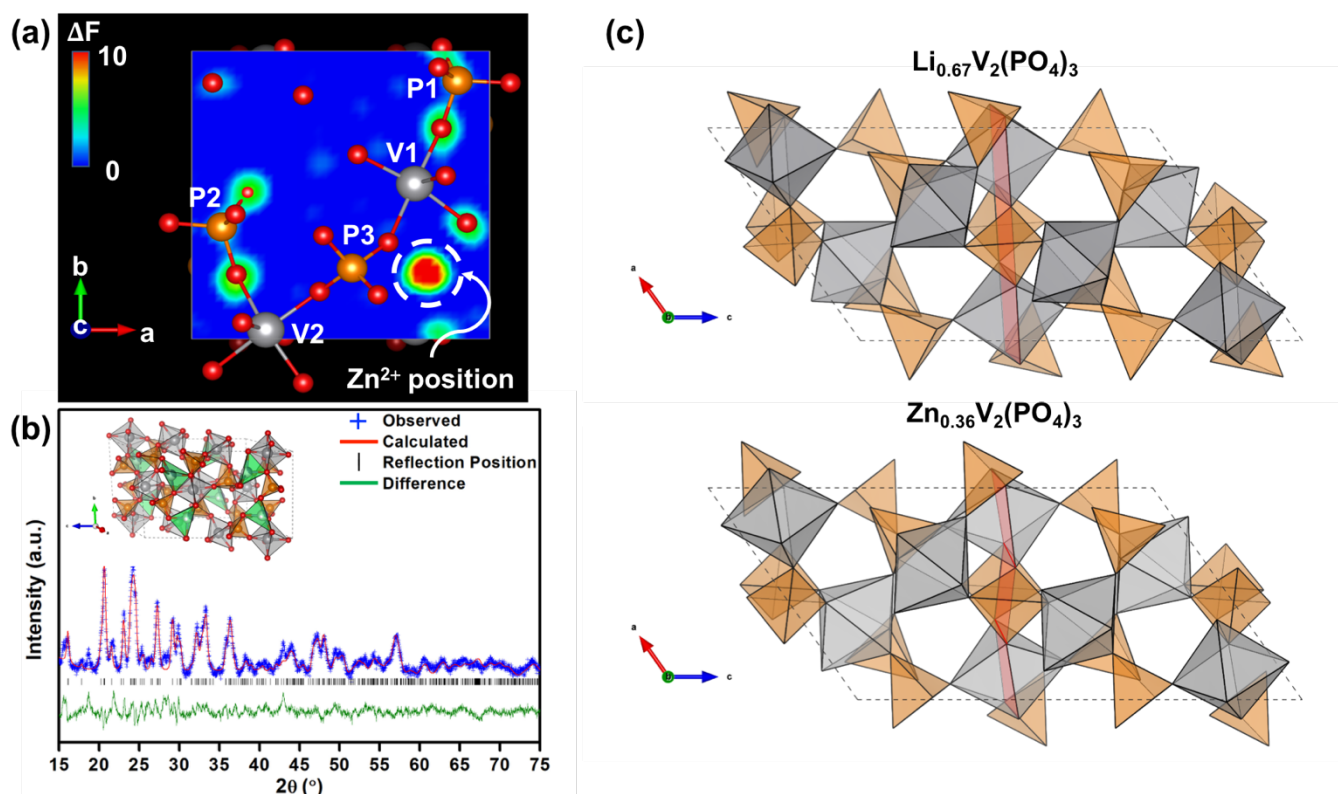 (a)
ΔF
10
0
P1
V1
P2
P3
V2
b
c
a
Zn²⁺ position
(b)
Observed
Calculated
Reflection Position
Difference
Intensity (a.u.)
15 20 25 30 35 40 45 50 55 60 65 70 75
2θ (°)
(c)
Li₀.₆₇V₂(PO₄)₃
a
b
c
Zn₀.₃₆V₂(PO₄)₃
a
b
c